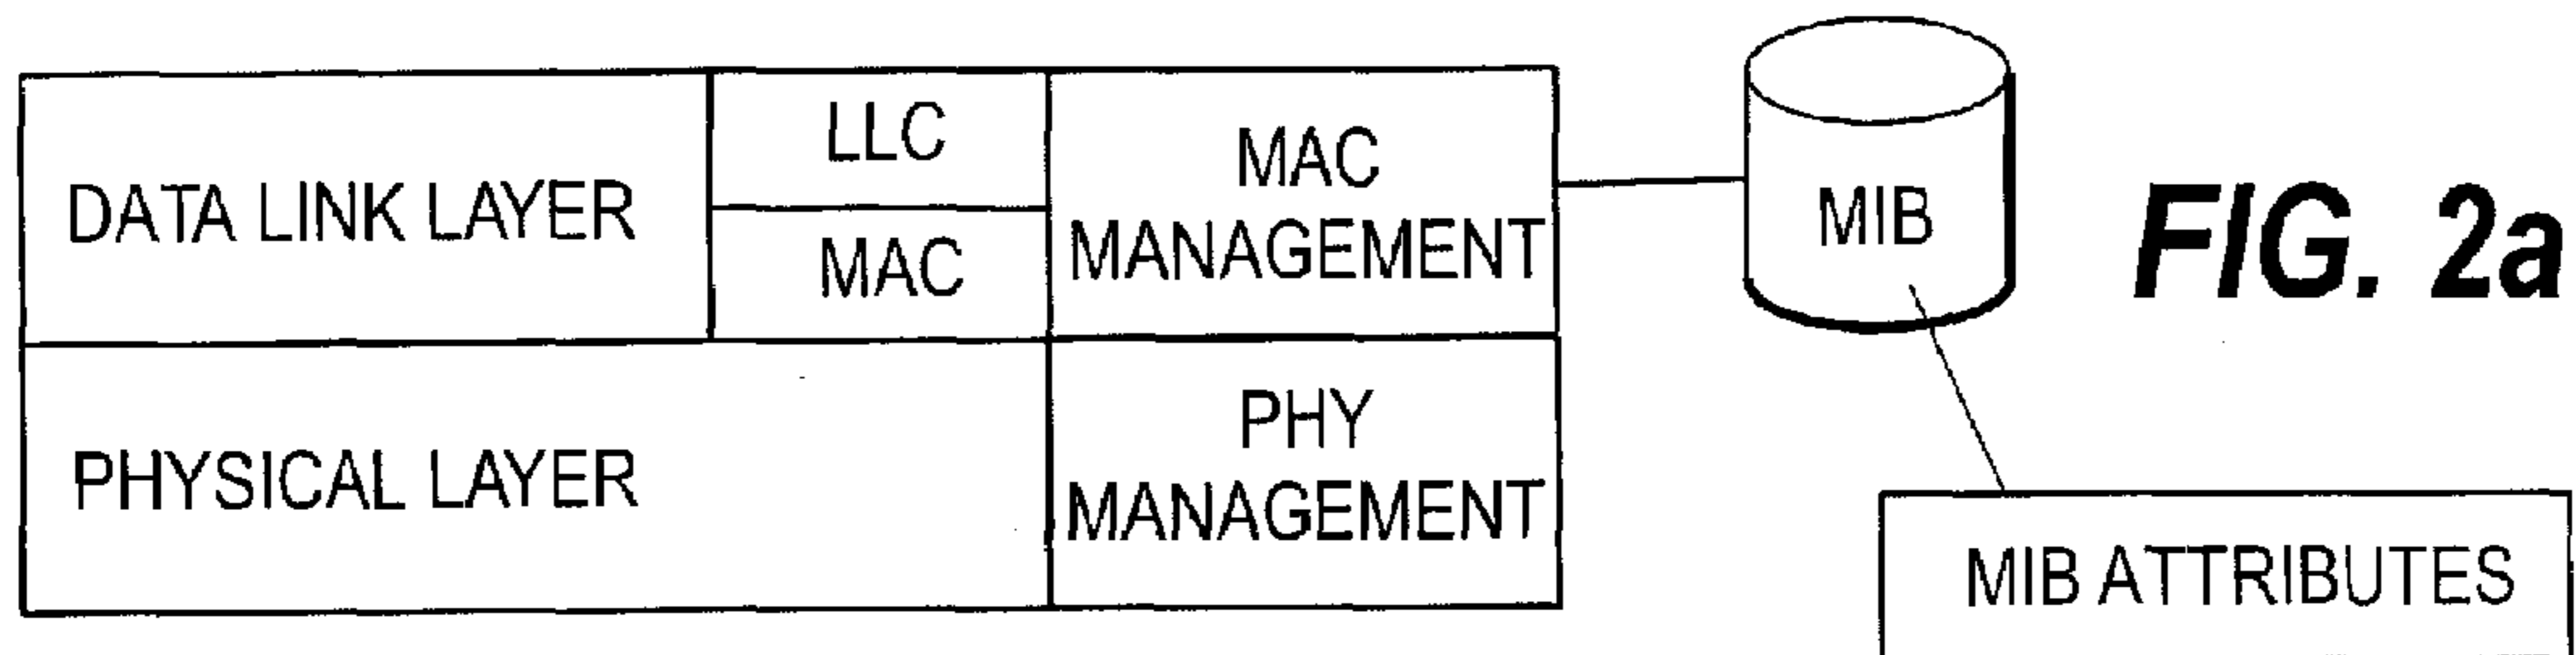 DATA LINK LAYER
LLC
MAC
MAC
MANAGEMENT
MIB
FIG. 2a
PHYSICAL LAYER
PHY
MANAGEMENT
MIB ATTRIBUTES